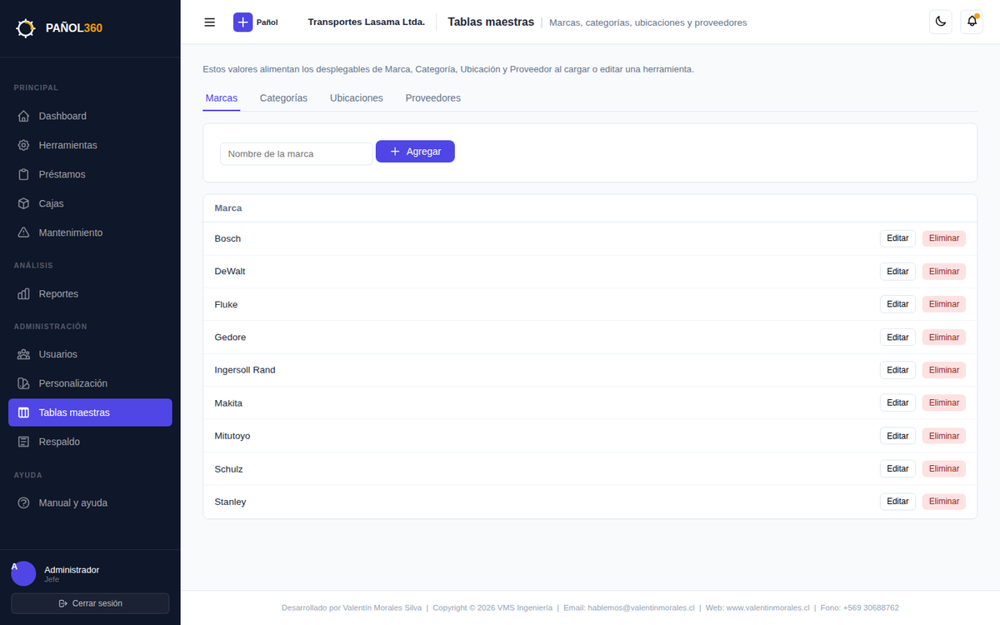 PAÑOL360
PRINCIPAL
Dashboard
Herramientas
Préstamos
Cajas
Mantenimiento
ANÁLISIS
Reportes
ADMINISTRACIÓN
Usuarios
Personalización
Tablas maestras
Respaldo
AYUDA
Manual y ayuda
A
Administrador
Jefe
Cerrar sesión
Pañol
Transportes Lasama Ltda.
Tablas maestras | Marcas, categorías, ubicaciones y proveedores
Estos valores alimentan los desplegables de Marca, Categoría, Ubicación y Proveedor al cargar o editar una herramienta.
Marcas Categorías Ubicaciones Proveedores
Nombre de la marca + Agregar
Marca
Bosch Editar Eliminar
DeWalt Editar Eliminar
Fluke Editar Eliminar
Gedore Editar Eliminar
Ingersoll Rand Editar Eliminar
Makita Editar Eliminar
Mitutoyo Editar Eliminar
Schulz Editar Eliminar
Stanley Editar Eliminar
Desarrollado por Valentín Morales Silva | Copyright © 2026 VMS Ingeniería | Email: hablemos@valentinmorales.cl | Web: www.valentinmorales.cl | Fono: +569 30688762